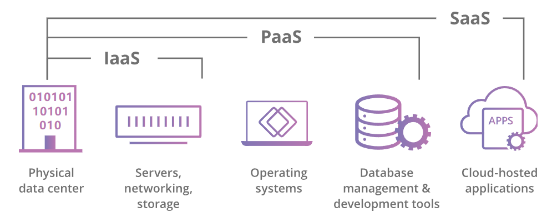 SaaS
PaaS
IaaS
010101
10101
010
APPS
Physical
data center
Servers,
networking,
storage
Operating
systems
Database
management &
development tools
Cloud-hosted
applications